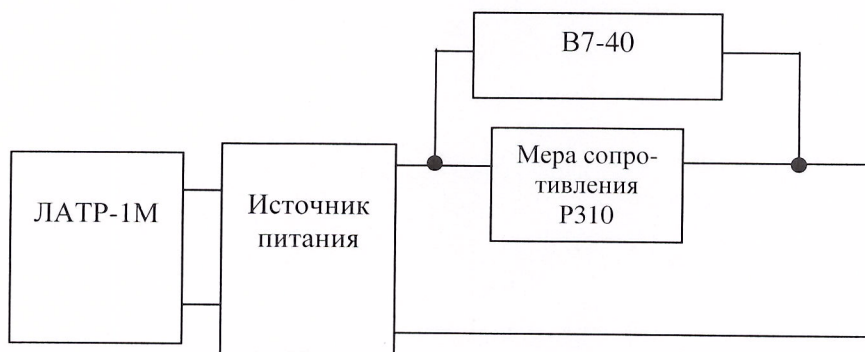 В7-40
Мера сопро-
тивления
Р310
ЛАТР-1М
Источник
питания